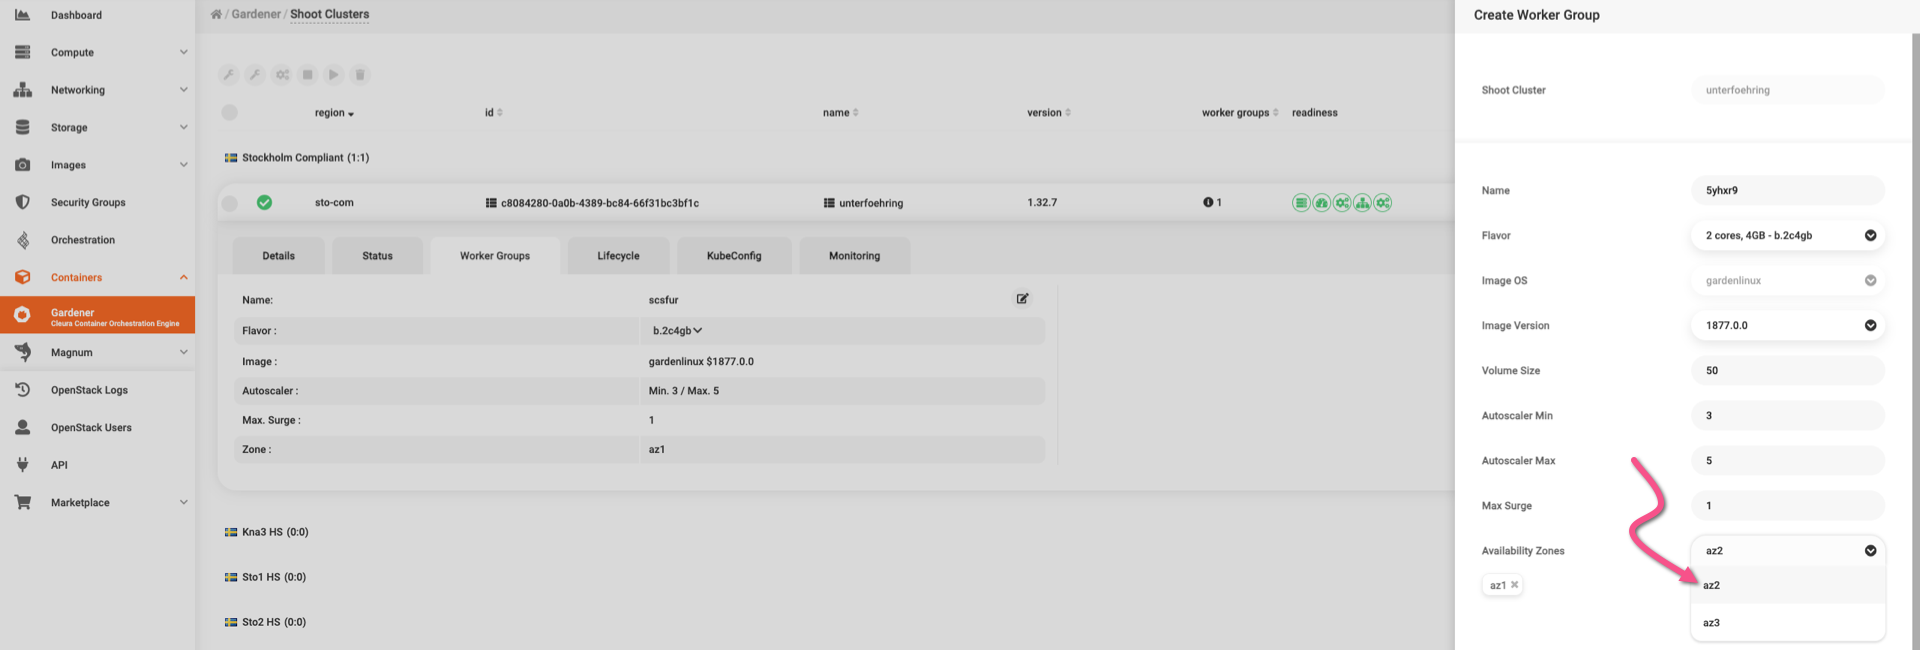 Dashboard
Compute
Networking
Storage
Images
Security Groups
Orchestration
Containers
Gardener
Cleura Container Orchestration Engine
Magnum
OpenStack Logs
OpenStack Users
API
Marketplace
/ Gardener / Shoot Clusters
region id name version worker groups readiness
Stockholm Compliant (1:1)
sto-com c8084280-0a0b-4389-bc84-66f31bc3bf1c unterfoehring 1.32.7 1
Details Status Worker Groups Lifecycle KubeConfig Monitoring
Name: scsfur
Flavor : b.2c4gb
Image : gardenlinux $1877.0.0
Autoscaler : Min. 3 / Max. 5
Max. Surge : 1
Zone : az1
Kna3 HS (0:0)
Sto1 HS (0:0)
Sto2 HS (0:0)
Create Worker Group
Shoot Cluster unterfoehring
Name 5yhxr9
Flavor 2 cores, 4GB - b.2c4gb
Image OS gardenlinux
Image Version 1877.0.0
Volume Size 50
Autoscaler Min 3
Autoscaler Max 5
Max Surge 1
Availability Zones az2
az1 az2
az3